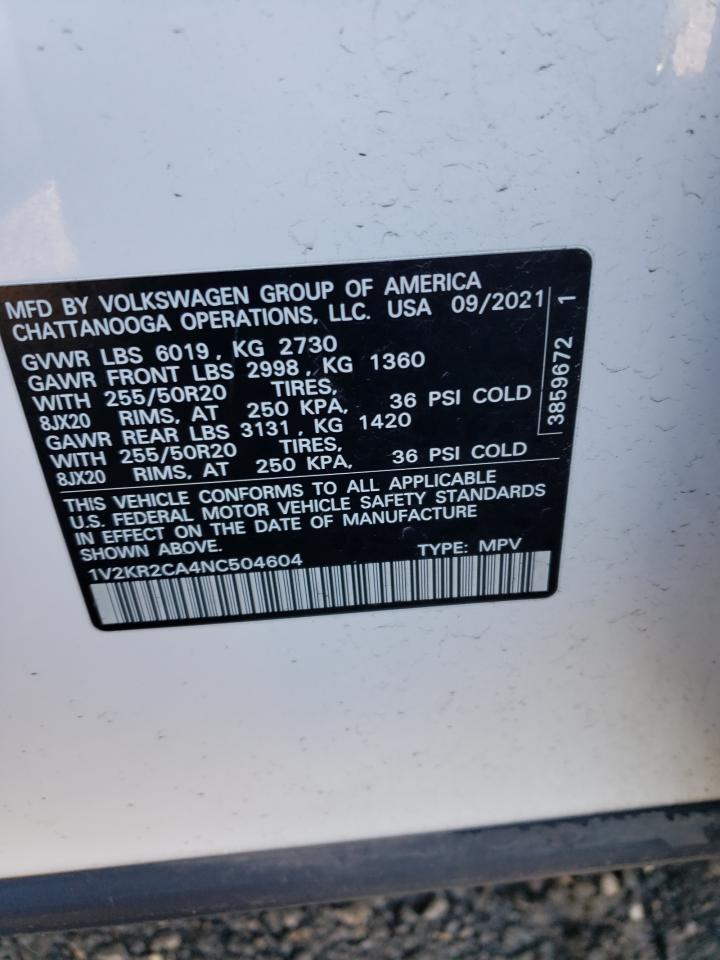 MFD BY VOLKSWAGEN GROUP OF AMERICA
CHATTANOOGA OPERATIONS, LLC. USA 09/2021
GVWR LBS 6019, KG 2730
GAWR FRONT LBS 2998, KG 1360
WITH 255/50R20 TIRES,
8JX20 RIMS, AT 250 KPA, 36 PSI COLD
GAWR REAR LBS 3131, KG 1420
WITH 255/50R20 TIRES,
8JX20 RIMS, AT 250 KPA, 36 PSI COLD
THIS VEHICLE CONFORMS TO ALL APPLICABLE
U.S. FEDERAL MOTOR VEHICLE SAFETY STANDARDS
IN EFFECT ON THE DATE OF MANUFACTURE
SHOWN ABOVE.
1V2KR2CA4NC504604 TYPE: MPV
3859672 1